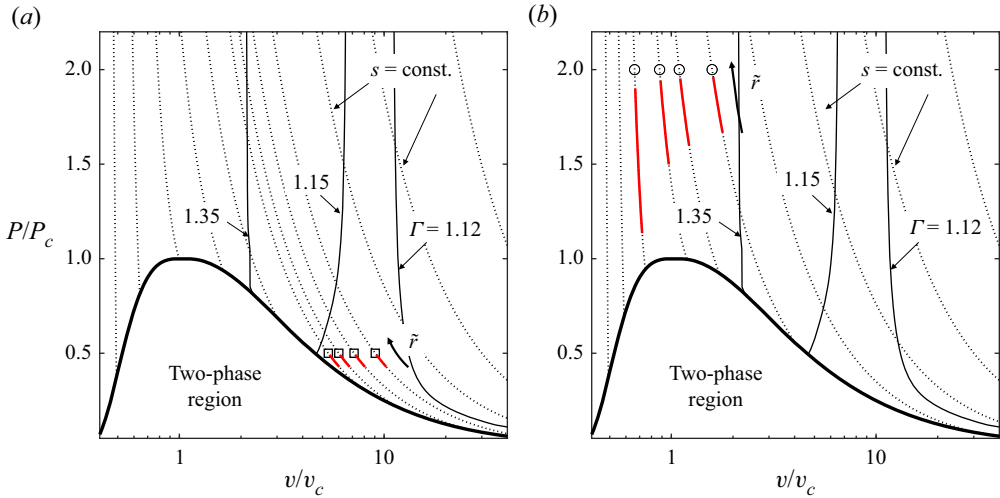 (a)
2.0
1.5
1.0
0.5
P/P_c
s = const.
1.15
1.35
Γ = 1.12
r̃
Two-phase
region
1
10
v/v_c
(b)
2.0
1.5
1.0
0.5
r̃
s = const.
1.15
1.35
Γ = 1.12
Two-phase
region
1
10
v/v_c